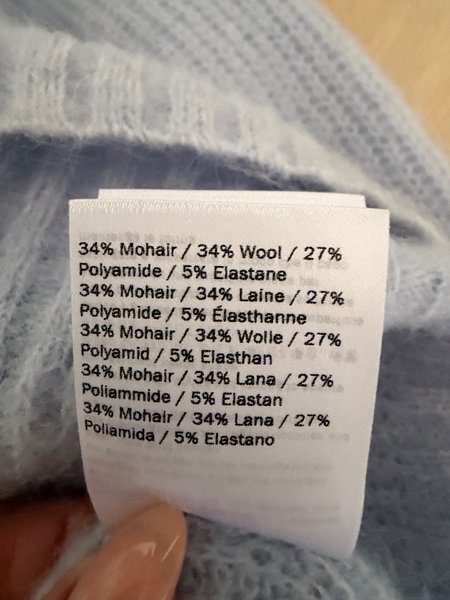 34% Mohair / 34% Wool / 27%
Polyamide / 5% Elastane
34% Mohair / 34% Laine / 27%
Polyamide / 5% Élasthanne
34% Mohair / 34% Wolle / 27%
Polyamid / 5% Elasthan
34% Mohair / 34% Lana / 27%
Poliammide / 5% Elastan
34% Mohair / 34% Lana / 27%
Poliamida / 5% Elastano